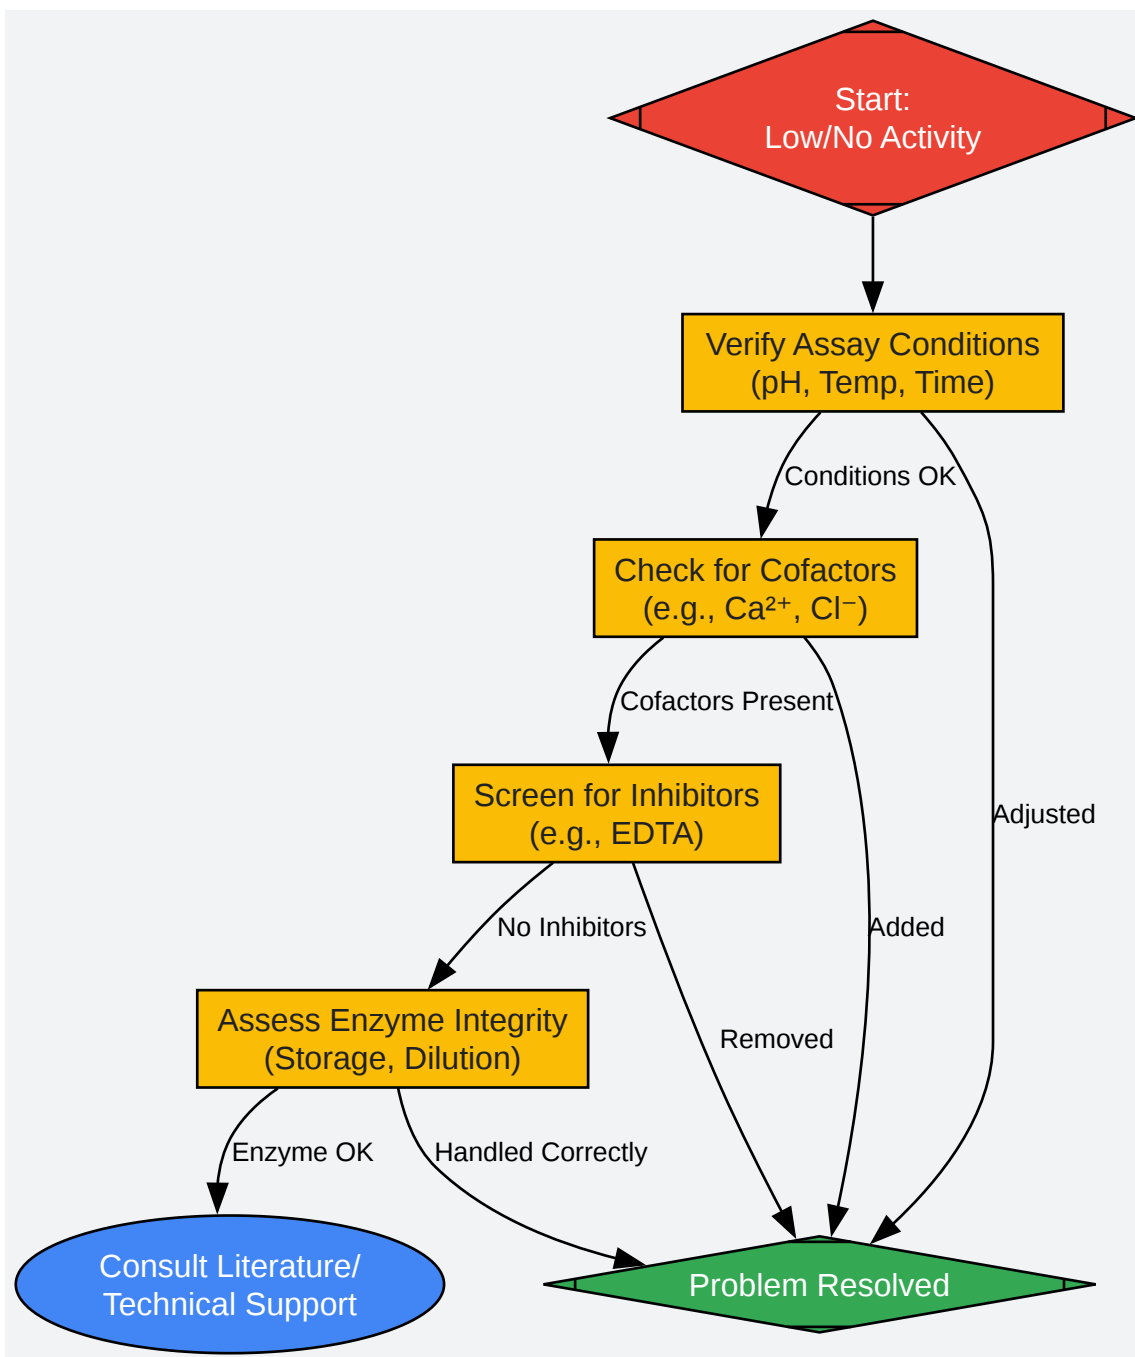 Start:
Low/No Activity
Verify Assay Conditions
(pH, Temp, Time)
Conditions OK
Check for Cofactors
(e.g., Ca²⁺, Cl⁻)
Cofactors Present
Screen for Inhibitors
(e.g., EDTA)
Adjusted
No Inhibitors
Added
Assess Enzyme Integrity
(Storage, Dilution)
Removed
Enzyme OK
Handled Correctly
Consult Literature/
Technical Support
Problem Resolved